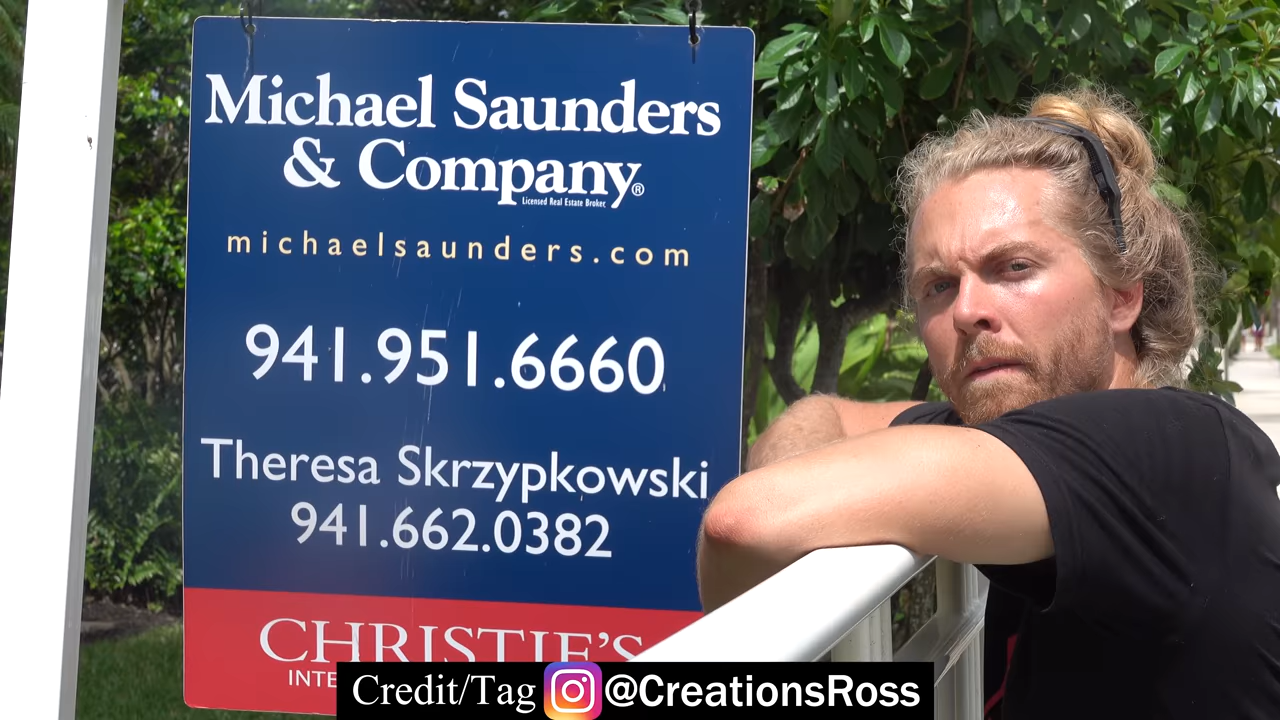 Michael Saunders
& Company®
Licensed Real Estate Broker
michaelsaunders.com
941.951.6660
Theresa Skrzypkowski
941.662.0382
CHRISTIE'S
Credit/Tag @CreationsRoss